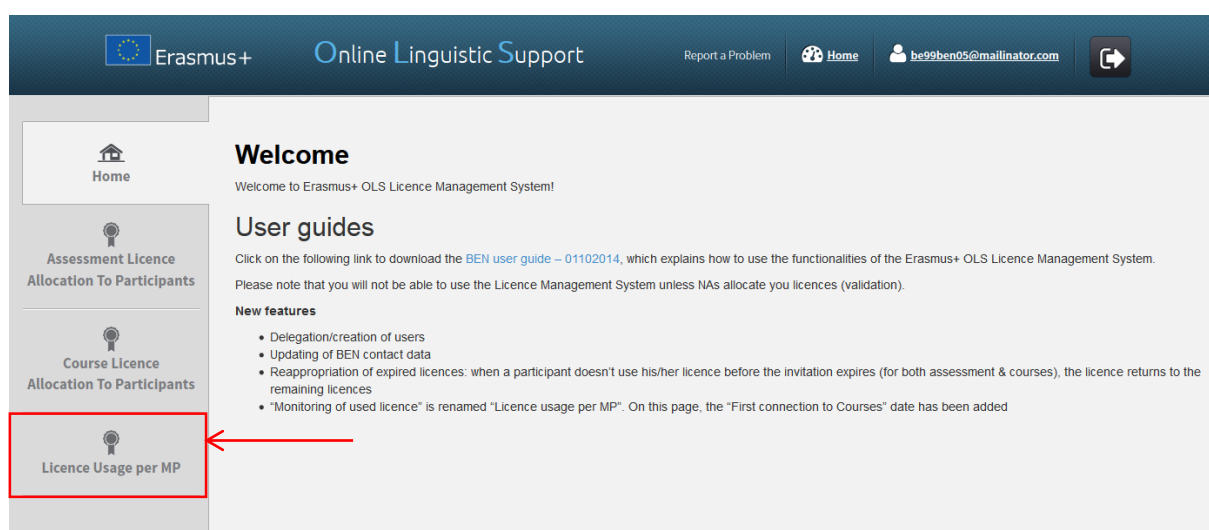 Erasmus+ Online Linguistic Support Report a Problem Home be99ben05@mailinator.com
Home
Assessment Licence
Allocation To Participants
Course Licence
Allocation To Participants
Licence Usage per MP
Welcome
Welcome to Erasmus+ OLS Licence Management System!
User guides
Click on the following link to download the BEN user guide – 01102014, which explains how to use the functionalities of the Erasmus+ OLS Licence Management System.
Please note that you will not be able to use the Licence Management System unless NAs allocate you licences (validation).
New features
• Delegation/creation of users
• Updating of BEN contact data
• Reappropriation of expired licences: when a participant doesn't use his/her licence before the invitation expires (for both assessment & courses), the licence returns to the
remaining licences
• "Monitoring of used licence" is renamed "Licence usage per MP". On this page, the "First connection to Courses" date has been added